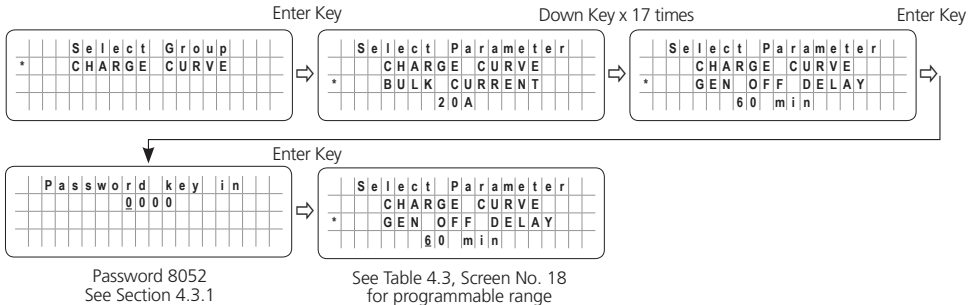 Enter Key
Down Key x 17 times
Enter Key
Select Group
* CHARGE CURVE
Select Parameter
CHARGE CURVE
* BULK CURRENT
20A
Select Parameter
CHARGE CURVE
* GEN OFF DELAY
60 min
Enter Key
Password key in
0000
Select Parameter
CHARGE CURVE
* GEN OFF DELAY
60 min
Password 8052
See Section 4.3.1
See Table 4.3, Screen No. 18
for programmable range